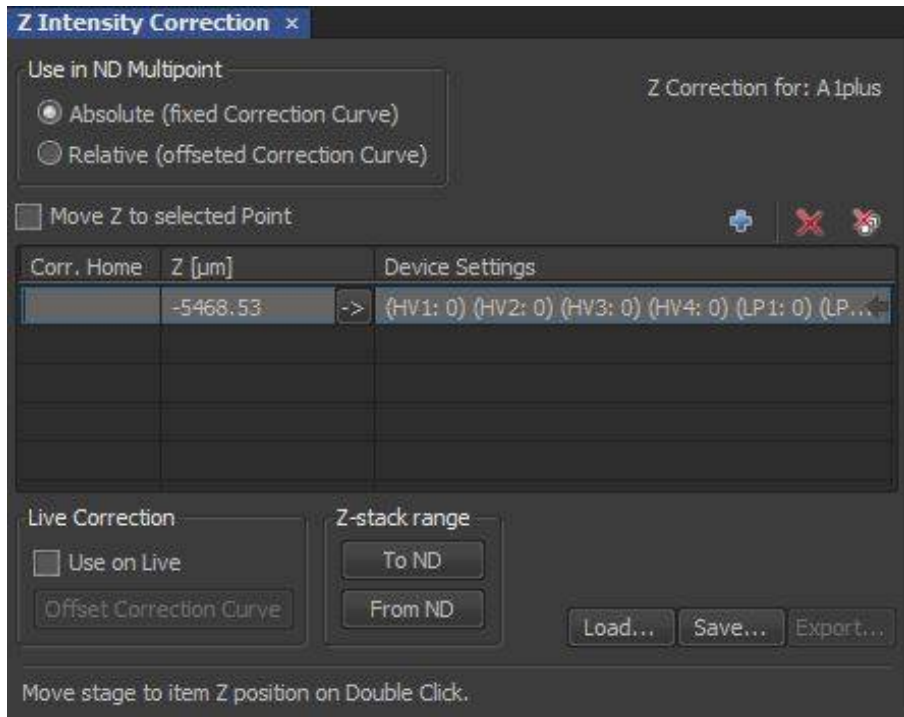 Z Intensity Correction ×
Use in ND Multipoint
Z Correction for: A1plus
Absolute (fixed Correction Curve)
Relative (offseted Correction Curve)
Move Z to selected Point
Corr. Home Z [µm] Device Settings
-5468.53 -> (HV1: 0) (HV2: 0) (HV3: 0) (HV4: 0) (LP1: 0) (LP...
Live Correction
Z-stack range
Use on Live
To ND
Offset Correction Curve
From ND
Load... Save... Export...
Move stage to item Z position on Double Click.